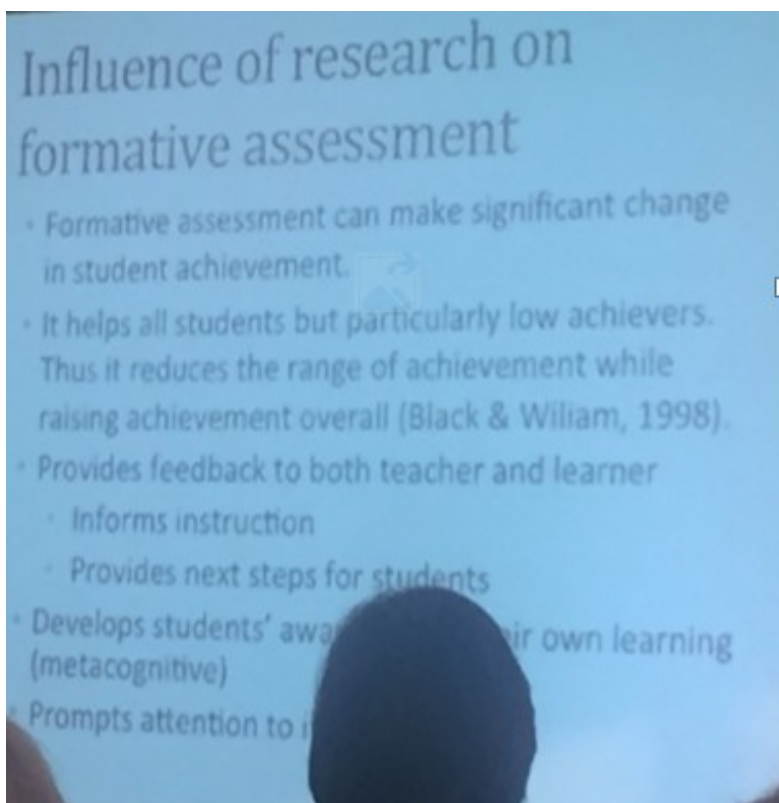 Influence of research on
formative assessment
• Formative assessment can make significant change
in student achievement.
• It helps all students but particularly low achievers.
Thus it reduces the range of achievement while
raising achievement overall (Black & Wiliam, 1998).
• Provides feedback to both teacher and learner
• Informs instruction
• Provides next steps for students
• Develops students’ own learning
(metacognitive)
• Prompts attention to